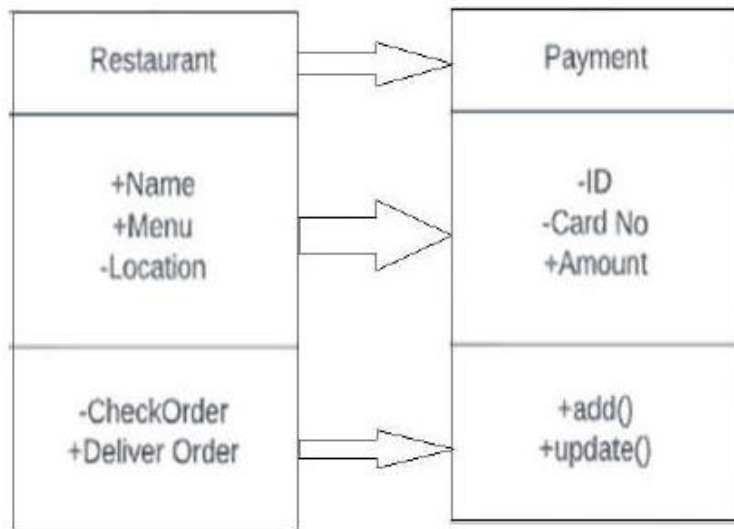 Restaurant
Payment
+Name
+Menu
-Location
-ID
-Card No
+Amount
-CheckOrder
+Deliver Order
+add()
+update()